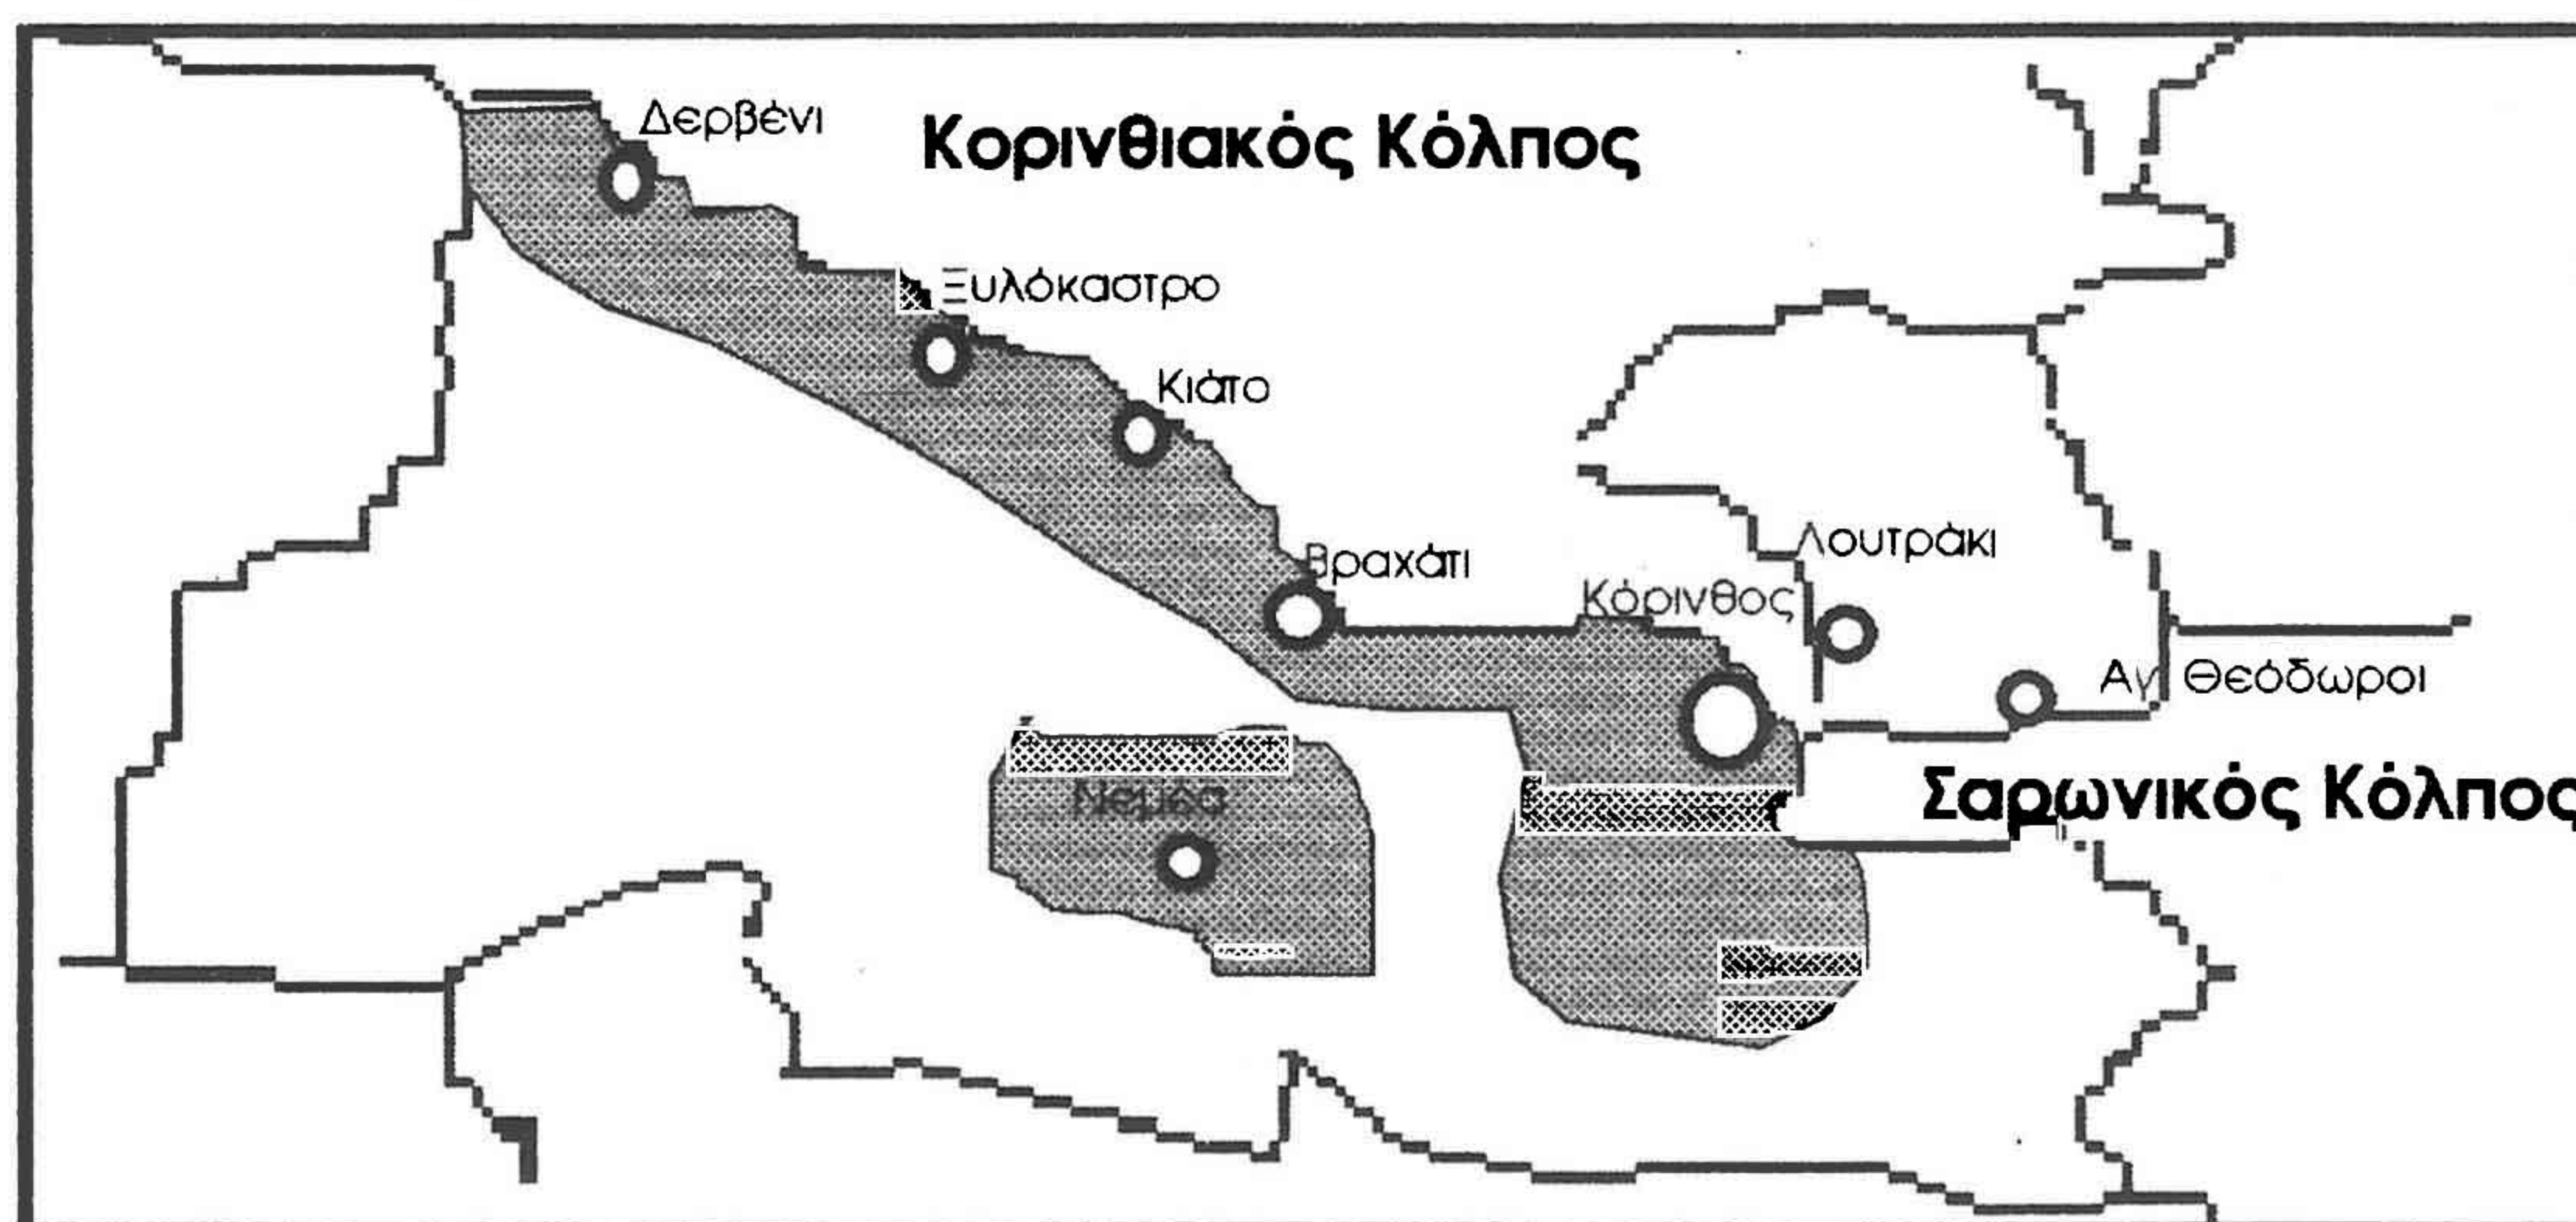 Δερβένι
Κορινθιακός Κόλπος
Ξυλόκαστρο
Κιάτο
Βραχάτι
Λουτράκι
Κόρινθος
Αγ Θεόδωροι
Νεμέα
Σαρωνικός Κόλπος